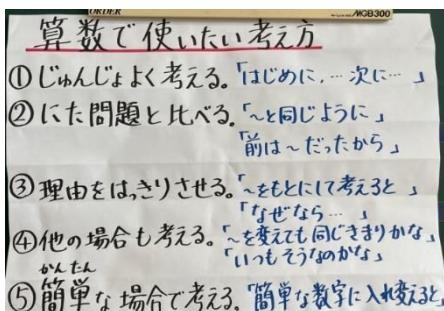 ORDER
MGB300
算数で使いたい考え方
①じゅんじょよく考える。「はじめに,…次に…」
②にた問題と比べる。「〜と同じように」
「前は〜だったから」
③理由をはっきりさせる。「〜をもとにして考えると」
「なぜなら…」
④他の場合も考える。「〜を変えても同じきまりかな」
「いつもそうなのかな」
かんたん
⑤簡単な場合で考える。「簡単な数字に入れ変えると」